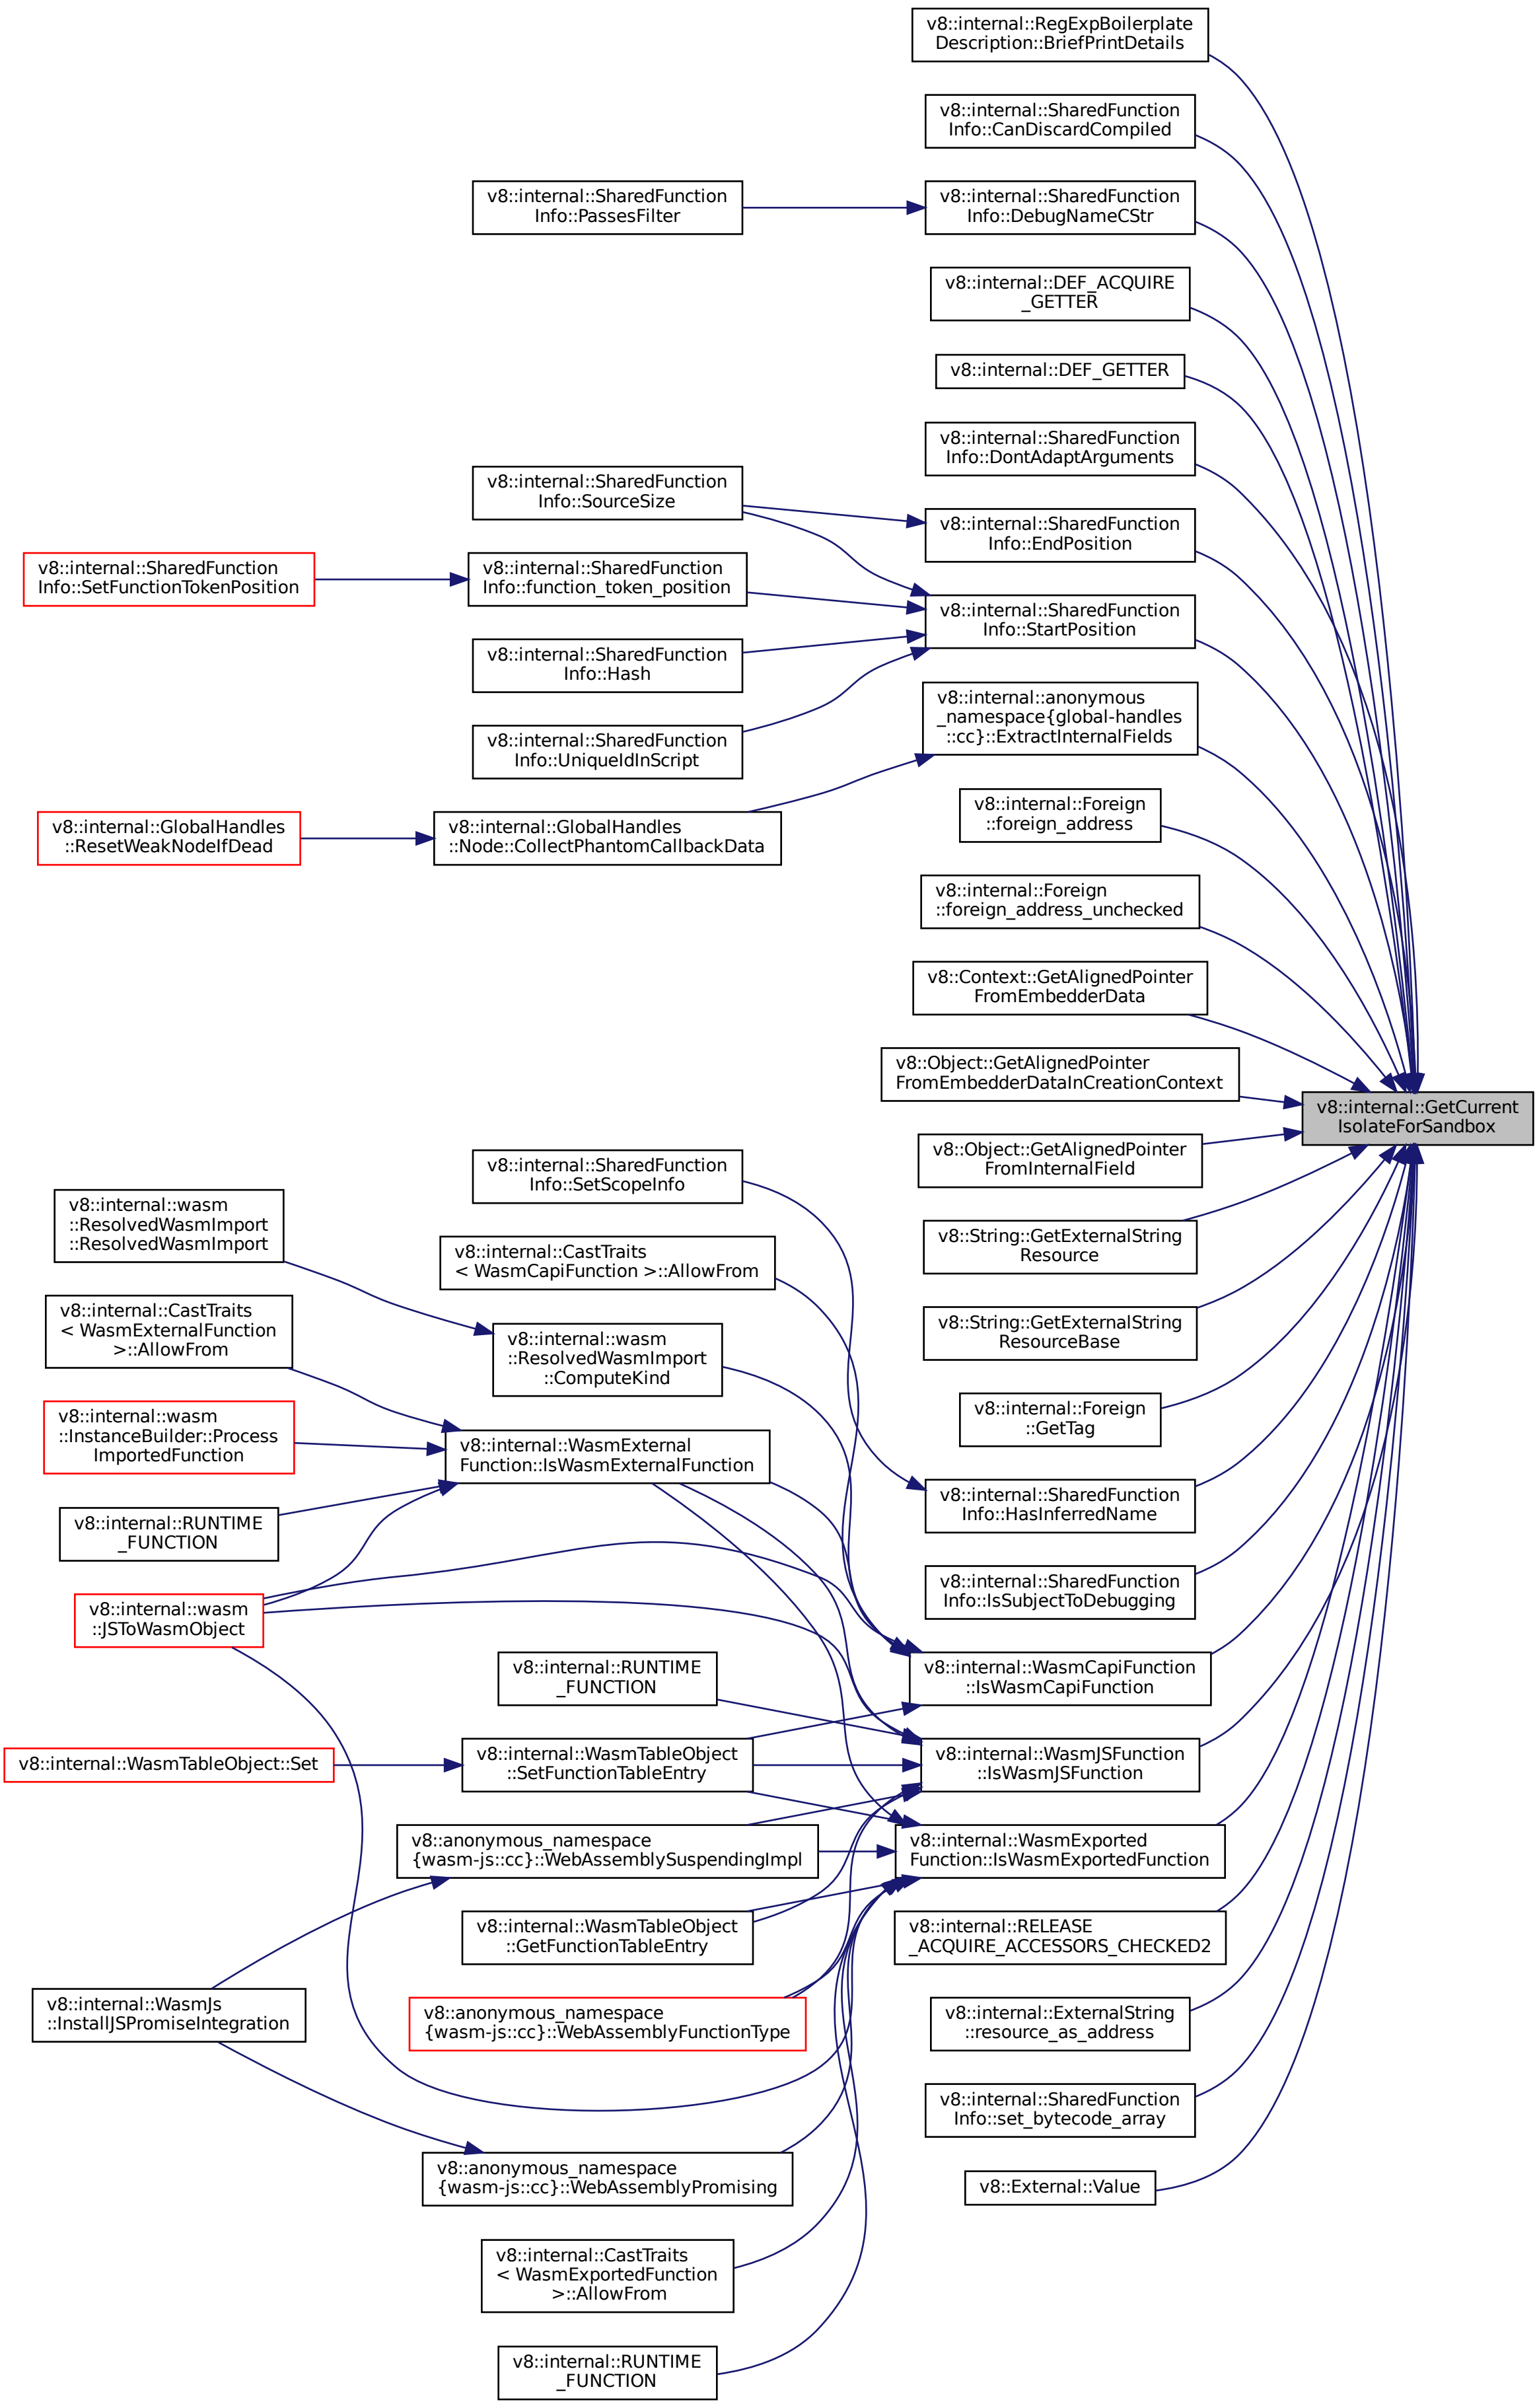 v8::internal::RegExpBoilerplate
Description::BriefPrintDetails
v8::internal::SharedFunction
Info::CanDiscardCompiled
v8::internal::SharedFunction
Info::PassesFilter
v8::internal::SharedFunction
Info::DebugNameCStr
v8::internal::DEF_ACQUIRE
_GETTER
v8::internal::DEF_GETTER
v8::internal::SharedFunction
Info::DontAdaptArguments
v8::internal::SharedFunction
Info::SourceSize
v8::internal::SharedFunction
Info::EndPosition
v8::internal::SharedFunction
Info::SetFunctionTokenPosition
v8::internal::SharedFunction
Info::function_token_position
v8::internal::SharedFunction
Info::StartPosition
v8::internal::SharedFunction
Info::Hash
v8::internal::anonymous
_namespace{global-handles
::cc}::ExtractInternalFields
v8::internal::SharedFunction
Info::UniqueIdInScript
v8::internal::GlobalHandles
::ResetWeakNodeIfDead
v8::internal::GlobalHandles
::Node::CollectPhantomCallbackData
v8::internal::Foreign
::foreign_address
v8::internal::Foreign
::foreign_address_unchecked
v8::Context::GetAlignedPointer
FromEmbedderData
v8::Object::GetAlignedPointer
FromEmbedderDataInCreationContext
v8::internal::GetCurrent
IsolateForSandbox
v8::Object::GetAlignedPointer
FromInternalField
v8::internal::SharedFunction
Info::SetScopeInfo
v8::internal::wasm
::ResolvedWasmImport
::ResolvedWasmImport
v8::String::GetExternalString
Resource
v8::internal::CastTraits
< WasmCapiFunction >::AllowFrom
v8::internal::CastTraits
< WasmExternalFunction
>::AllowFrom
v8::String::GetExternalString
ResourceBase
v8::internal::wasm
::ResolvedWasmImport
::ComputeKind
v8::internal::Foreign
::GetTag
v8::internal::wasm
::InstanceBuilder::Process
ImportedFunction
v8::internal::WasmExternal
Function::IsWasmExternalFunction
v8::internal::SharedFunction
Info::HasInferredName
v8::internal::RUNTIME
_FUNCTION
v8::internal::SharedFunction
Info::IsSubjectToDebugging
v8::internal::wasm
::JSToWasmObject
v8::internal::RUNTIME
_FUNCTION
v8::internal::WasmCapiFunction
::IsWasmCapiFunction
v8::internal::WasmTableObject::Set
v8::internal::WasmTableObject
::SetFunctionTableEntry
v8::internal::WasmJSFunction
::IsWasmJSFunction
v8::anonymous_namespace
{wasm-js::cc}::WebAssemblySuspendingImpl
v8::internal::WasmExported
Function::IsWasmExportedFunction
v8::internal::WasmTableObject
::GetFunctionTableEntry
v8::internal::RELEASE
_ACQUIRE_ACCESSORS_CHECKED2
v8::internal::WasmJs
::InstallJSPromiseIntegration
v8::anonymous_namespace
{wasm-js::cc}::WebAssemblyFunctionType
v8::internal::ExternalString
::resource_as_address
v8::internal::SharedFunction
Info::set_bytecode_array
v8::anonymous_namespace
{wasm-js::cc}::WebAssemblyPromising
v8::External::Value
v8::internal::CastTraits
< WasmExportedFunction
>::AllowFrom
v8::internal::RUNTIME
_FUNCTION